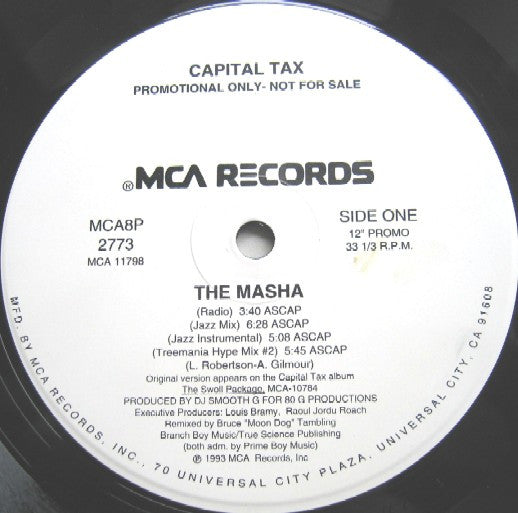 CAPITAL TAX
PROMOTIONAL ONLY- NOT FOR SALE
®MCA RECORDS
MCA8P
2773
MCA 11798
SIDE ONE
12" PROMO
33 1/3 R.P.M.
THE MASHA
(Radio) 3:40 ASCAP
(Jazz Mix) 6:28 ASCAP
(Jazz Instrumental) 5:08 ASCAP
(Treemania Hype Mix #2) 5:45 ASCAP
(L. Robertson-A. Gilmour)
Original version appears on the Capital Tax album
The Swoll Package, MCA-10784
PRODUCED BY DJ SMOOTH G FOR 80 G PRODUCTIONS
Executive Producers: Louis Bramy, Raoul Jordu Roach
Remixed by Bruce "Moon Dog" Tambling
Branch Boy Music/True Science Publishing
(both adm. by Prime Boy Music)
℗ 1993 MCA Records, Inc
MFD. BY MCA RECORDS, INC., 70 UNIVERSAL CITY PLAZA, UNIVERSAL CITY, CA 91608